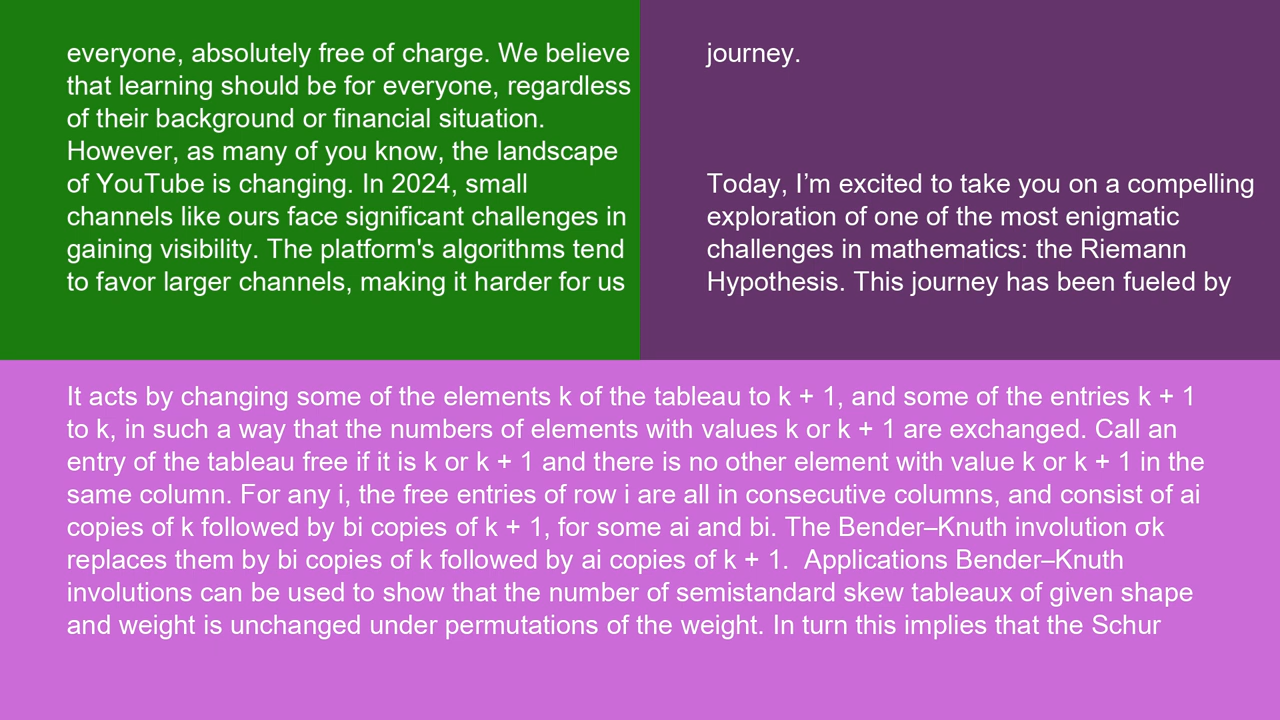 everyone, absolutely free of charge. We believe
that learning should be for everyone, regardless
of their background or financial situation.
However, as many of you know, the landscape
of YouTube is changing. In 2024, small
channels like ours face significant challenges in
gaining visibility. The platform's algorithms tend
to favor larger channels, making it harder for us
journey.
Today, I’m excited to take you on a compelling
exploration of one of the most enigmatic
challenges in mathematics: the Riemann
Hypothesis. This journey has been fueled by
It acts by changing some of the elements k of the tableau to k + 1, and some of the entries k + 1
to k, in such a way that the numbers of elements with values k or k + 1 are exchanged. Call an
entry of the tableau free if it is k or k + 1 and there is no other element with value k or k + 1 in the
same column. For any i, the free entries of row i are all in consecutive columns, and consist of ai
copies of k followed by bi copies of k + 1, for some ai and bi. The Bender–Knuth involution σk
replaces them by bi copies of k followed by ai copies of k + 1.  Applications Bender–Knuth
involutions can be used to show that the number of semistandard skew tableaux of given shape
and weight is unchanged under permutations of the weight. In turn this implies that the Schur